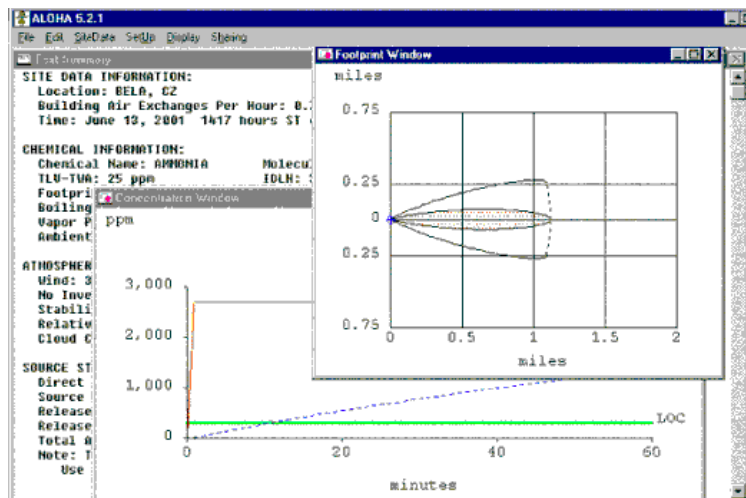 ALOHA 5.2.1
File Edit SiteData SetUp Display Sharing
Text Summary
SITE DATA INFORMATION:
Location: BELA, CZ
Building Air Exchanges Per Hour: 0.
Time: June 13, 2001 1417 hours ST
CHEMICAL INFORMATION:
Chemical Name: AMMONIA Molecul
TLV-TWA: 25 ppm IDLH:
Footpri
Boiling
Vapor P
Ambient
ATMOSPHER
Wind: 3
No Inve
Stabili
Relativ
Cloud C
SOURCE ST
Direct
Source
Release
Release
Total A
Note: T
Use
Concentration Window
ppm
3,000
2,000
1,000
0
0 20 40 60
LOC
minutes
Footprint Window
miles
0.75
0.25
0
0.25
0.75
0 0.5 1 1.5 2
miles